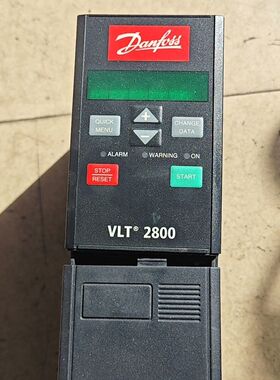 Danfoss
QUICK
MENU
+
−
CHANGE
DATA
ALARM
WARNING
ON
STOP
RESET
START
VLT® 2800